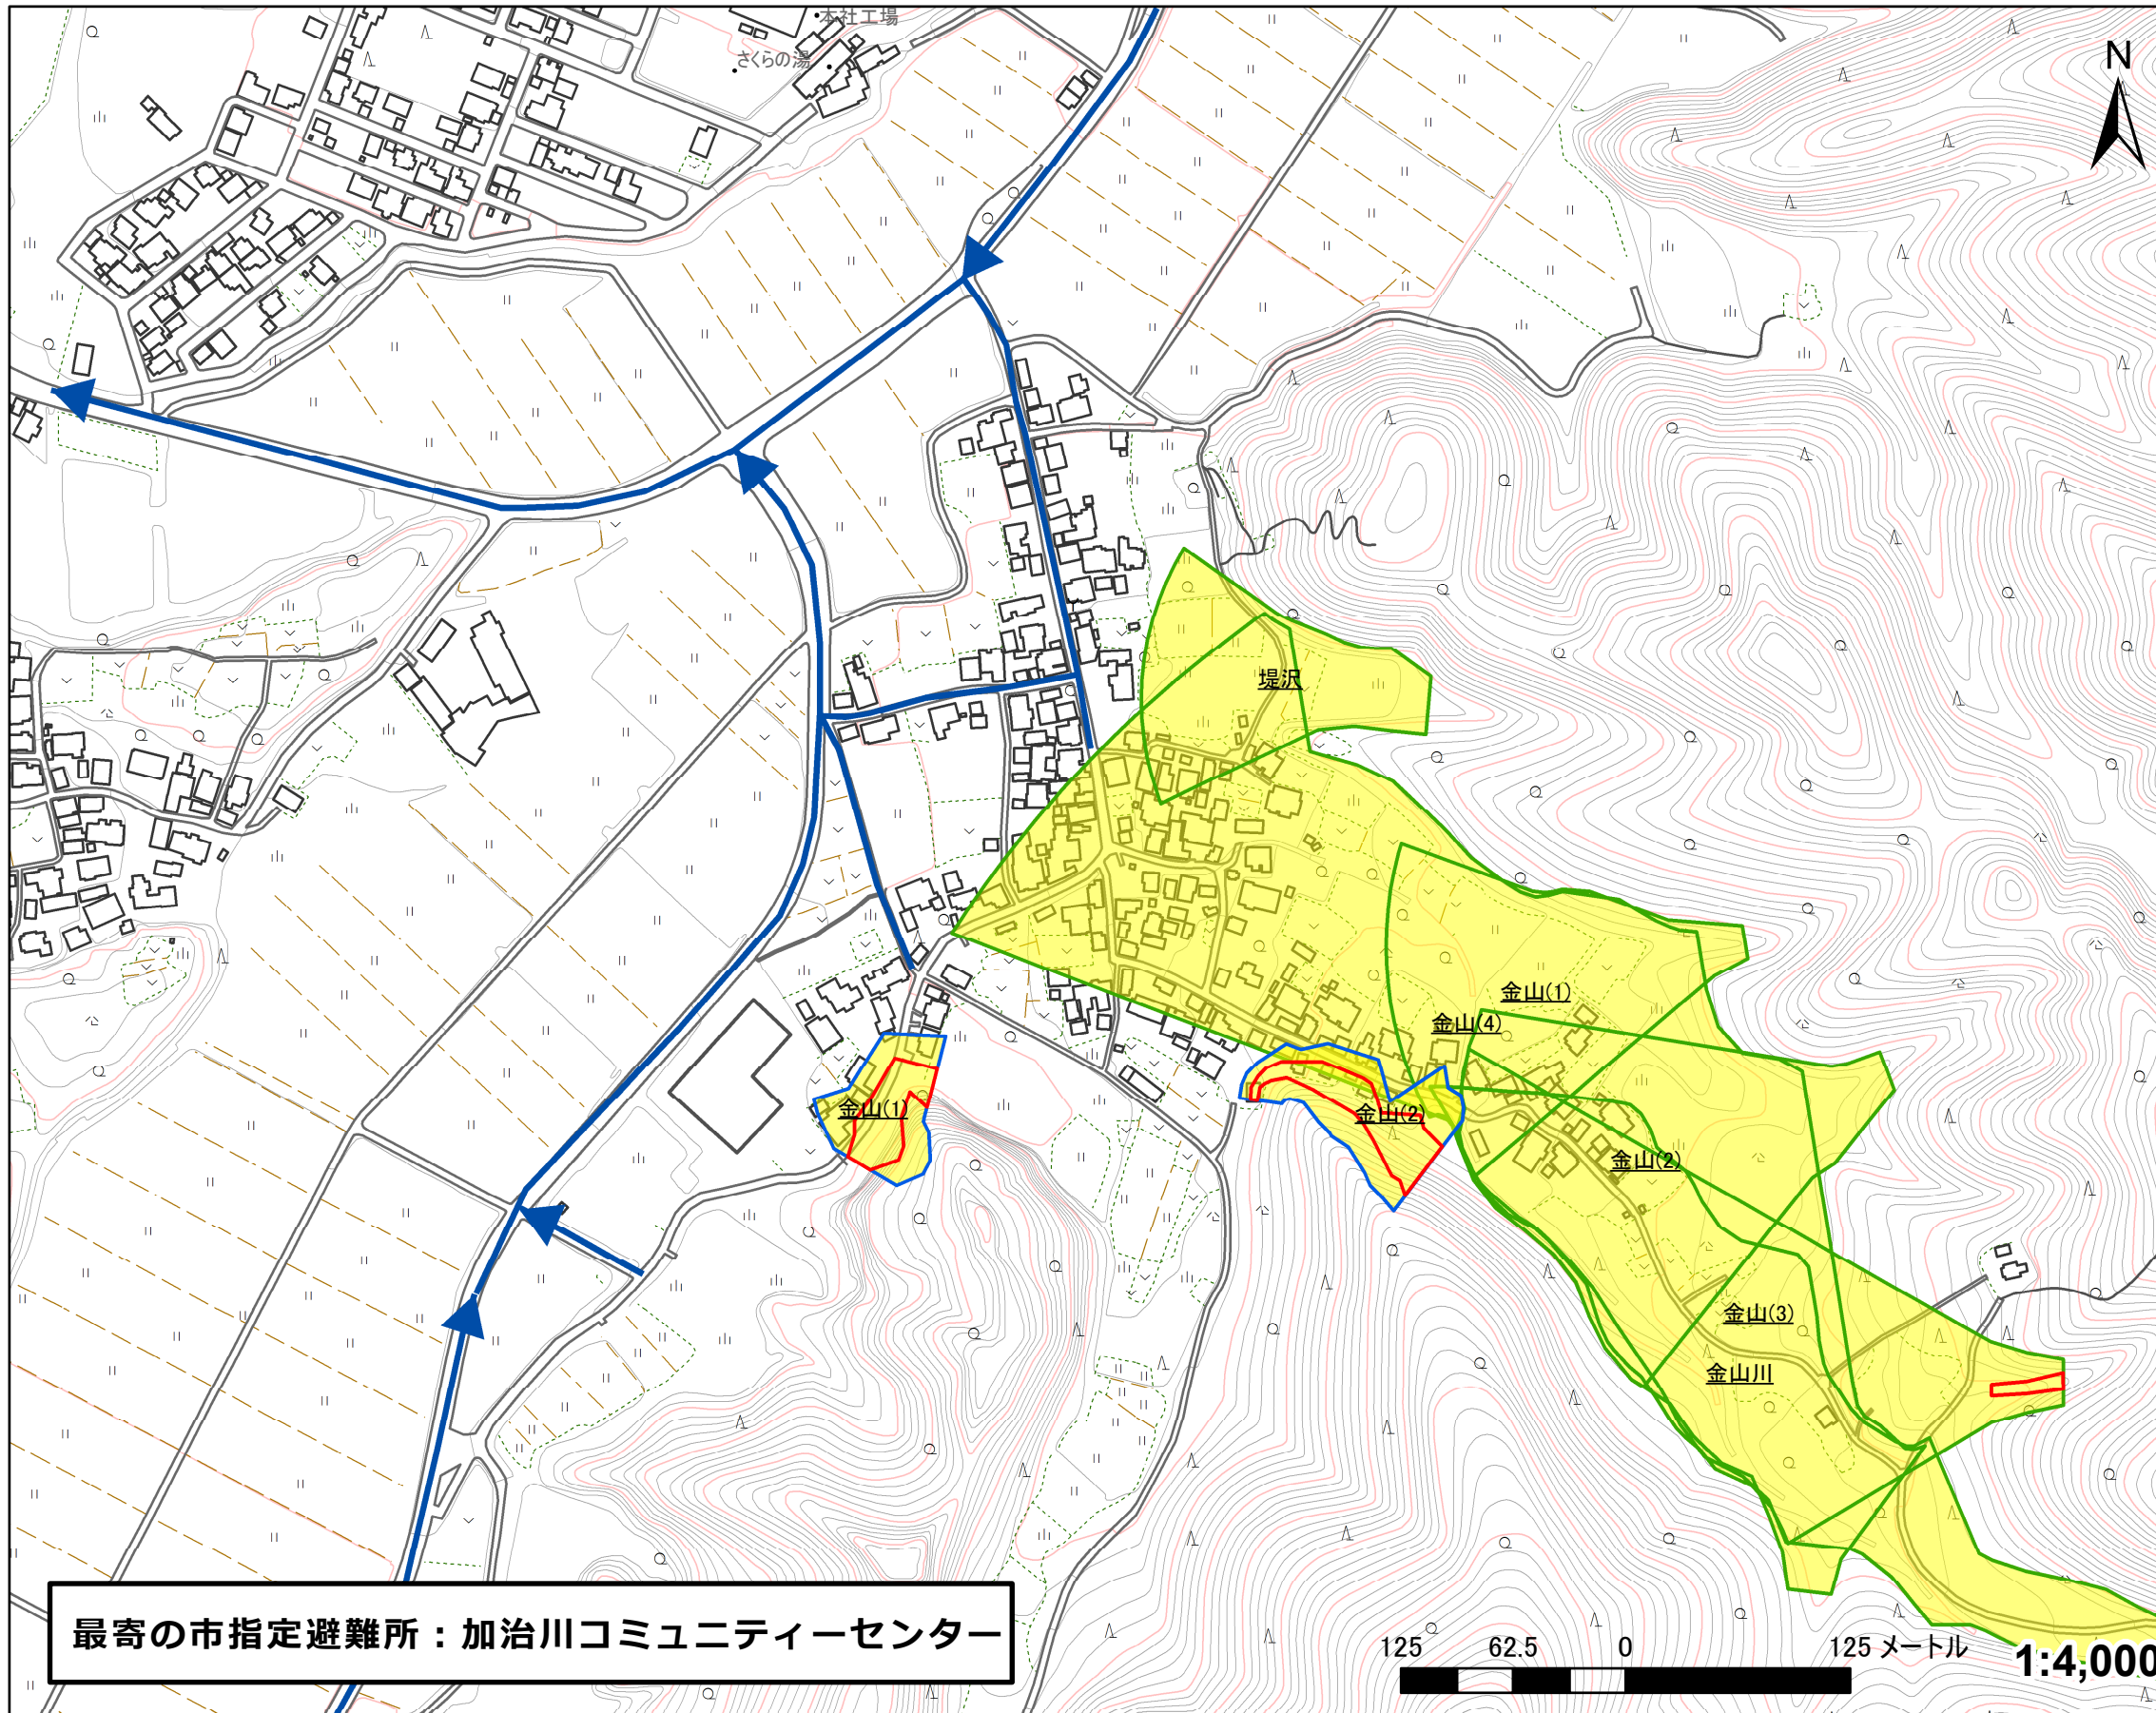 本社工場
さくらの湯
N
堤沢
金山(1)
金山(4)
金山(1)
金山(2)
金山(2)
金山(3)
金山川
最寄の市指定避難所：加治川コミュニティーセンター
125 62.5 0 125 メートル
1:4,000